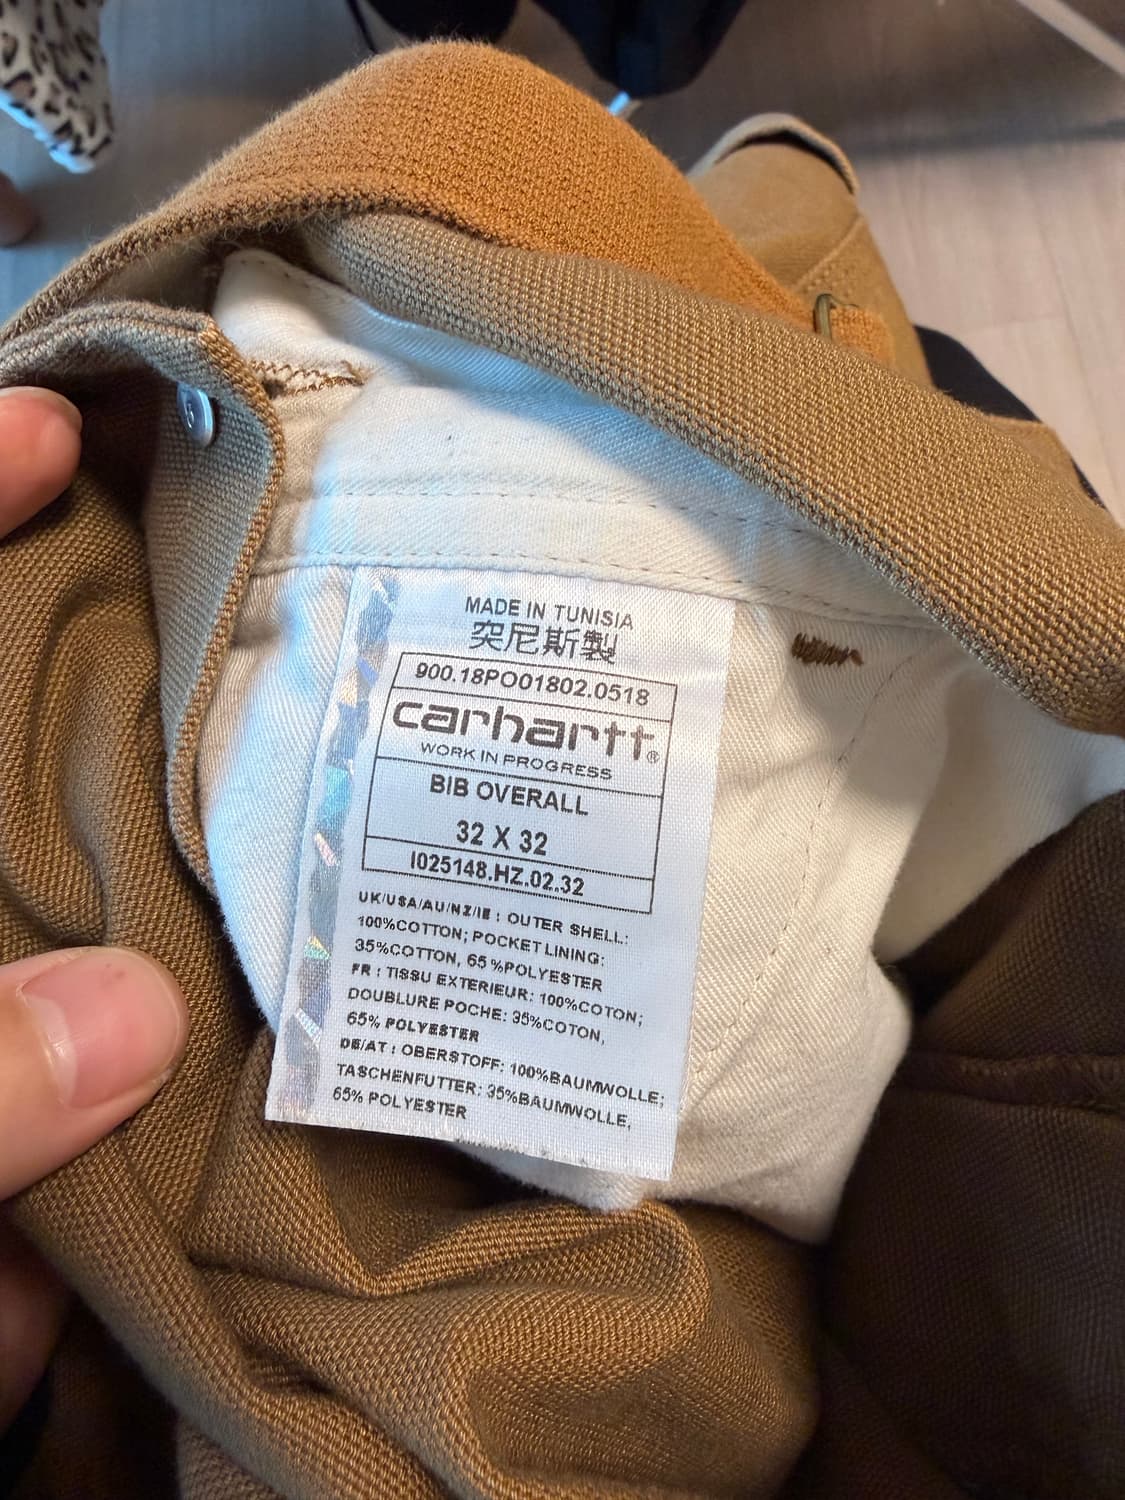 MADE IN TUNISIA
突尼斯製
900.18PO01802.0518
carhartt®
WORK IN PROGRESS
BIB OVERALL
32 X 32
I025148.HZ.02.32
UK/USA/AU/NZ/IE : OUTER SHELL:
100%COTTON; POCKET LINING:
35%COTTON, 65 %POLYESTER
FR : TISSU EXTERIEUR: 100%COTON;
DOUBLURE POCHE: 35%COTON,
65% POLYESTER
DE/AT : OBERSTOFF: 100%BAUMWOLLE;
TASCHENFUTTER: 35%BAUMWOLLE,
65% POLYESTER